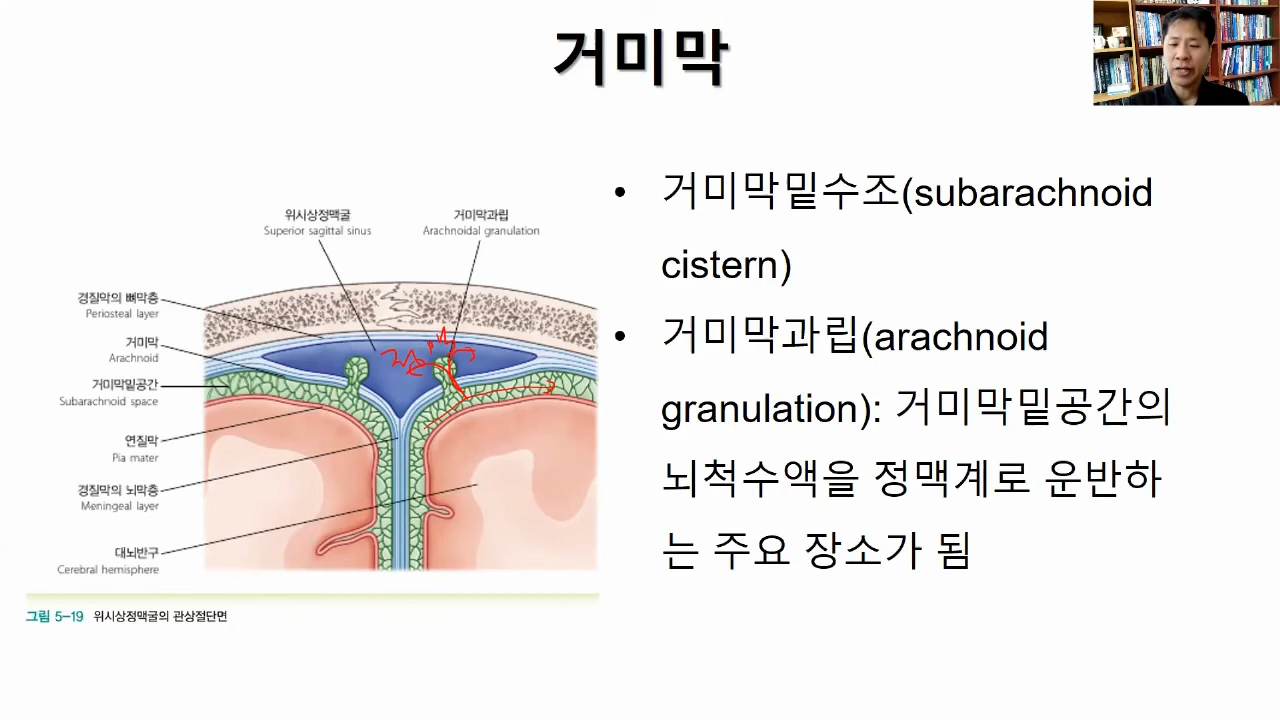 거미막
위시상정맥굴
Superior sagittal sinus
거미막과립
Arachnoidal granulation
경질막의 뼈막층
Periosteal layer
거미막
Arachnoid
거미막밑공간
Subarachnoid space
연질막
Pia mater
경질막의 뇌막층
Meningeal layer
대뇌반구
Cerebral hemisphere
그림 5-19 위시상정맥굴의 관상절단면
• 거미막밑수조(subarachnoid
cistern)
• 거미막과립(arachnoid
granulation): 거미막밑공간의
뇌척수액을 정맥계로 운반하
는 주요 장소가 됨